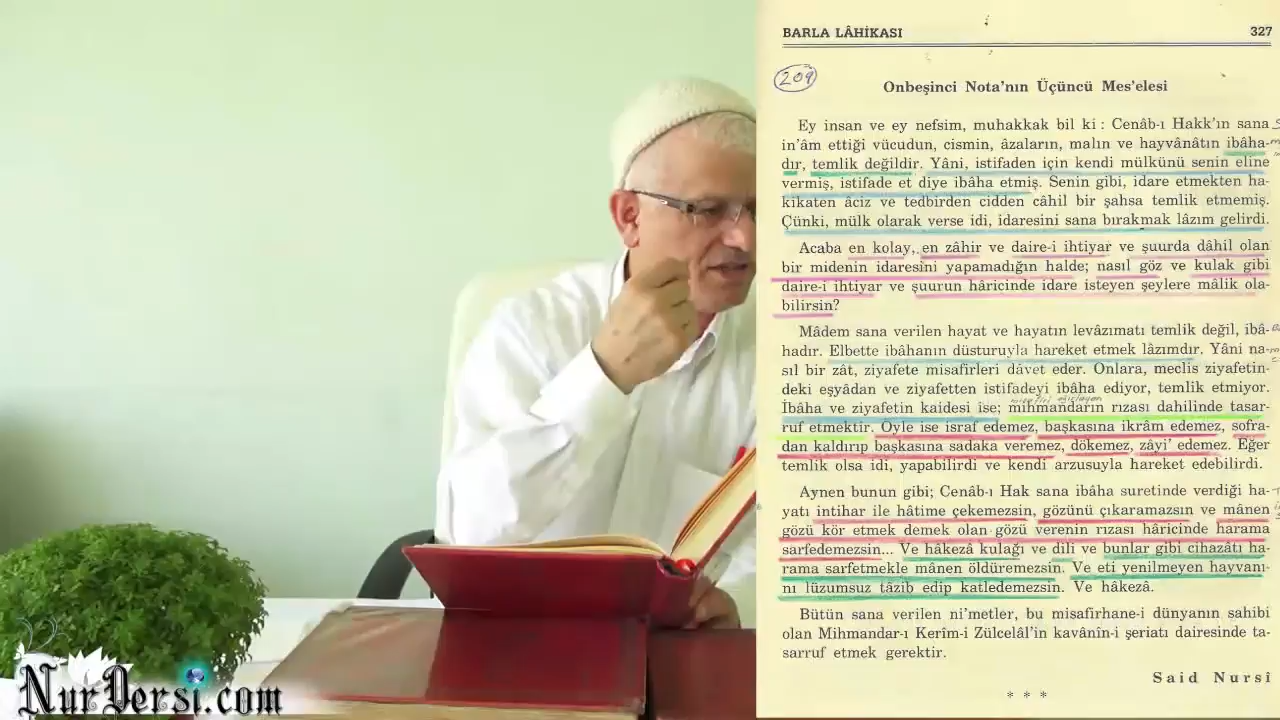 BARLA LÂHİKASI 327
209
Onbeşinci Nota'nın Üçüncü Mes'elesi
Ey insan ve ey nefsim, muhakkak bil ki : Cenâb-ı Hakk'ın sana
in'âm ettiği vücudun, cismin, âzaların, malın ve hayvânâtın ibâha-
dır, temlik değildir. Yâni, istifaden için kendi mülkünü senin eline
vermiş, istifade et diye ibâha etmiş. Senin gibi, idare etmekten ha-
kikaten âciz ve tedbirden cidden câhil bir şahsa temlik etmemiş.
Çünki, mülk olarak verse idi, idaresini sana bırakmak lâzım gelirdi.
Acaba en kolay, en zâhir ve daire-i ihtiyar ve şuurda dâhil olan
bir midenin idaresini yapamadığın halde; nasıl göz ve kulak gibi
daire-i ihtiyar ve şuurun hâricinde idare isteyen şeylere mâlik ola-
bilirsin?
Mâdem sana verilen hayat ve hayatın levâzımatı temlik değil, ibâ-
hadır. Elbette ibâhanın düsturuyla hareket etmek lâzımdır. Yâni na-
sıl bir zât, ziyafete misafirleri dâvet eder. Onlara, meclis ziyafetin-
deki eşyâdan ve ziyafetten istifadeyi ibâha ediyor, temlik etmiyor.
İbâha ve ziyafetin kaidesi ise; mihmandarın rızası dahilinde tasar-
ruf etmektir. Öyle ise israf edemez, başkasına ikrâm edemez, sofra-
dan kaldırıp başkasına sadaka veremez, dökemez, zâyi' edemez. Eğer
temlik olsa idi, yapabilirdi ve kendi arzusuyla hareket edebilirdi.
Aynen bunun gibi; Cenâb-ı Hak sana ibâha suretinde verdiği ha-
yatı intihar ile hâtime çekemezsin, gözünü çıkaramazsın ve mânen
gözü kör etmek demek olan gözü verenin rızası hâricinde harama
sarfedemezsin... Ve hâkezâ kulağı ve dili ve bunlar gibi cihazâtı ha-
rama sarfetmekle mânen öldüremezsin. Ve eti yenilmeyen hayvanı-
nı lüzumsuz tâzib edip katledemezsin. Ve hâkezâ.
Bütün sana verilen ni'metler, bu misafirhane-i dünyanın sahibi
olan Mihmandar-ı Kerîm-i Zülcelâl'in kavânîn-i şeriatı dairesinde ta-
sarruf etmek gerektir.
Said Nursî
* * *
NurDersi.com